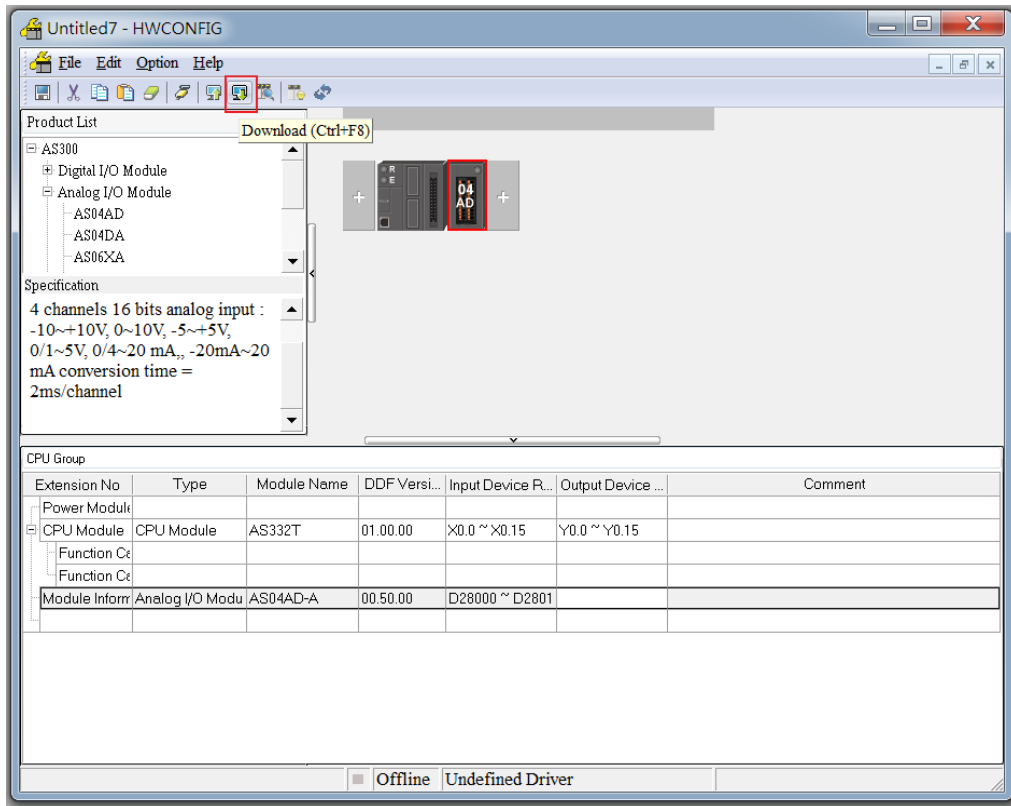 Untitled7 - HWCONFIG
File Edit Option Help
Product List
Download (Ctrl+F8)
AS300
Digital I/O Module
Analog I/O Module
AS04AD
AS04DA
AS06XA
R
E
04
AD
Specification
4 channels 16 bits analog input :
-10~+10V, 0~10V, -5~+5V,
0/1~5V, 0/4~20 mA,, -20mA~20
mA conversion time =
2ms/channel
CPU Group
Extension No Type Module Name DDF Versi... Input Device R... Output Device ... Comment
Power Module
CPU Module CPU Module AS332T 01.00.00 X0.0 ~ X0.15 Y0.0 ~ Y0.15
Function Ca
Function Ca
Module Inform Analog I/O Modu AS04AD-A 00.50.00 D28000 ~ D2801
Offline Undefined Driver